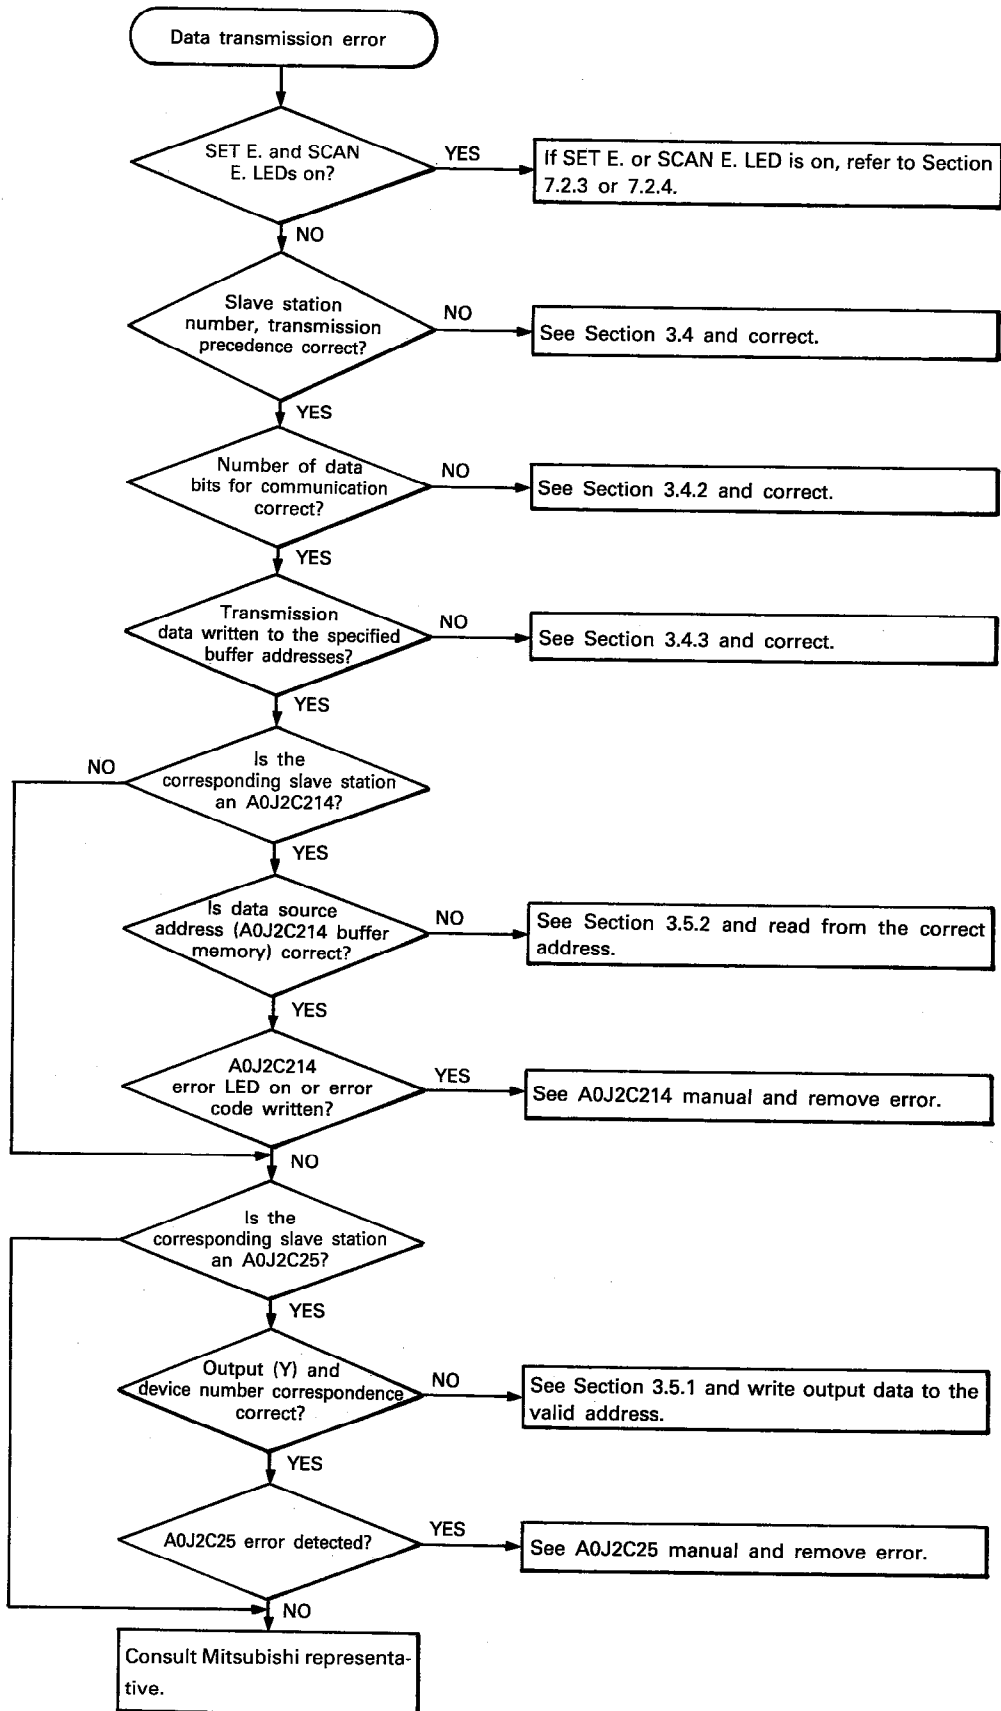 Data transmission error
SET E. and SCAN
E. LEDs on?
YES
If SET E. or SCAN E. LED is on, refer to Section
7.2.3 or 7.2.4.
NO
Slave station
number, transmission
precedence correct?
NO
See Section 3.4 and correct.
YES
Number of data
bits for communication
correct?
NO
See Section 3.4.2 and correct.
YES
Transmission
data written to the specified
buffer addresses?
NO
See Section 3.4.3 and correct.
YES
Is the
corresponding slave station
an A0J2C214?
NO
YES
Is data source
address (A0J2C214 buffer
memory) correct?
NO
See Section 3.5.2 and read from the correct
address.
YES
A0J2C214
error LED on or error
code written?
YES
See A0J2C214 manual and remove error.
NO
Is the
corresponding slave station
an A0J2C25?
YES
Output (Y) and
device number correspondence
correct?
NO
See Section 3.5.1 and write output data to the
valid address.
YES
A0J2C25 error detected?
YES
See A0J2C25 manual and remove error.
NO
Consult Mitsubishi representa-
tive.